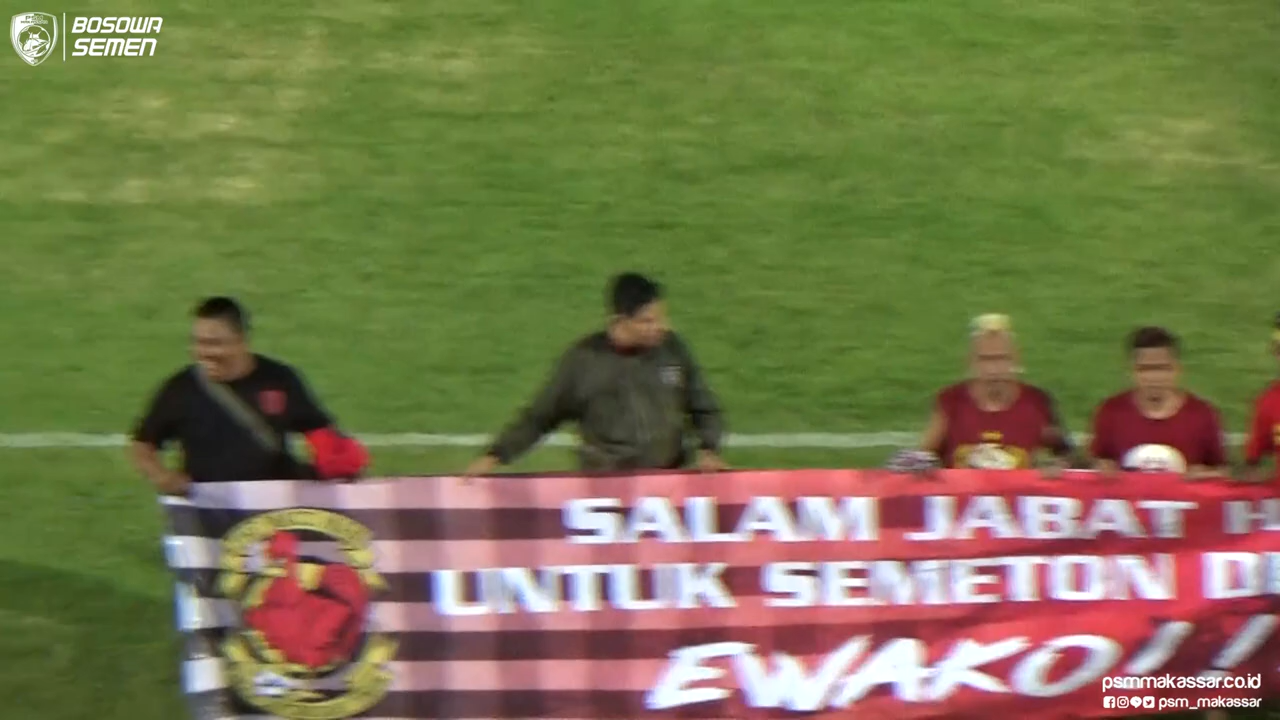 BOSOWA
SEMEN
SALAM JABAT
UNTUK SEMETON
EWAKO!!
psmmakassar.co.id
psm_makassar